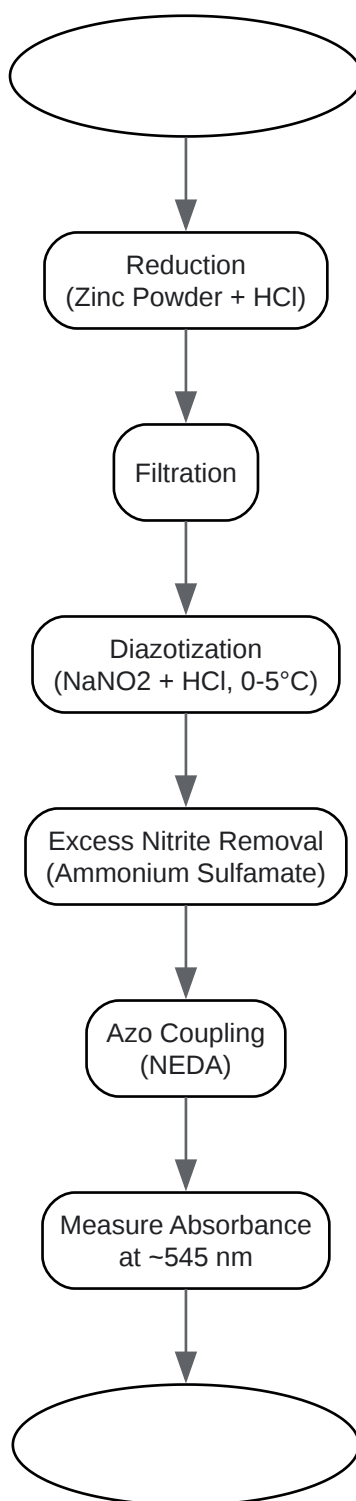 Reduction
(Zinc Powder + HCl)
Filtration
Diazotization
(NaNO2 + HCl, 0-5°C)
Excess Nitrite Removal
(Ammonium Sulfamate)
Azo Coupling
(NEDA)
Measure Absorbance
at ~545 nm